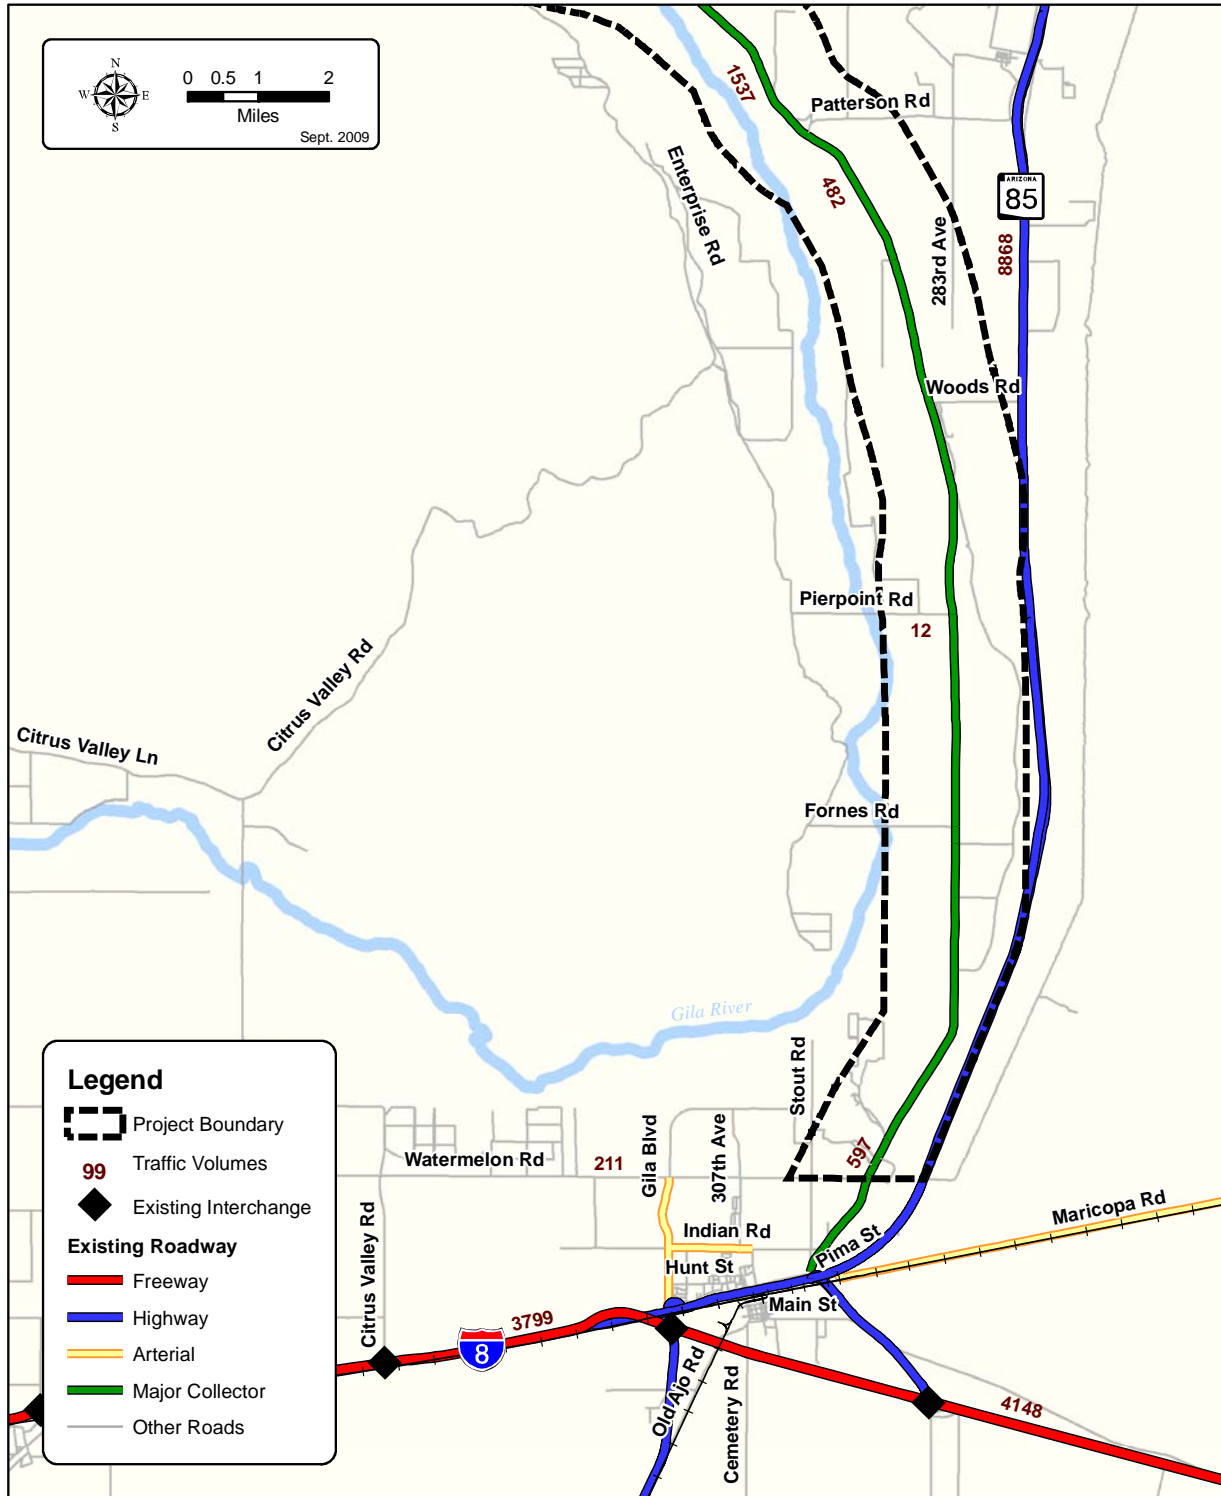 N
W E
S
0 0.5 1 2
Miles
Sept. 2009
1537
Patterson Rd
Enterprise Rd
482
ARIZONA
85
283rd Ave
8868
Woods Rd
Pierpoint Rd
12
Citrus Valley Rd
Citrus Valley Ln
Fornes Rd
Gila River
Stout Rd
Legend
Project Boundary
99 Traffic Volumes
Existing Interchange
Existing Roadway
Freeway
Highway
Arterial
Major Collector
Other Roads
Watermelon Rd
211
Gila Blvd
307th Ave
597
Citrus Valley Rd
Indian Rd
Hunt St
Pima St
Maricopa Rd
Main St
3799
8
Old Ajo Rd
Cemetery Rd
4148